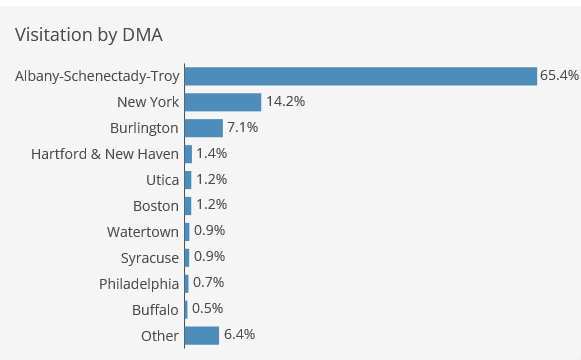 Visitation by DMA
Albany-Schenectady-Troy 65.4%
New York 14.2%
Burlington 7.1%
Hartford & New Haven 1.4%
Utica 1.2%
Boston 1.2%
Watertown 0.9%
Syracuse 0.9%
Philadelphia 0.7%
Buffalo 0.5%
Other 6.4%